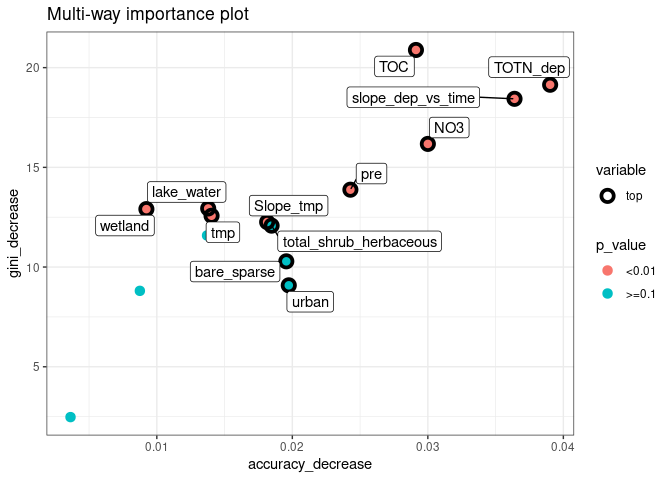 Multi-way importance plot
gini_decrease
20
15
10
5
TOC
TOTN_dep
slope_dep_vs_time
NO3
pre
lake_water
wetland
tmp
Slope_tmp
total_shrub_herbaceous
bare_sparse
urban
0.01
0.02
0.03
0.04
accuracy_decrease
variable
top
p_value
<0.01
>=0.1